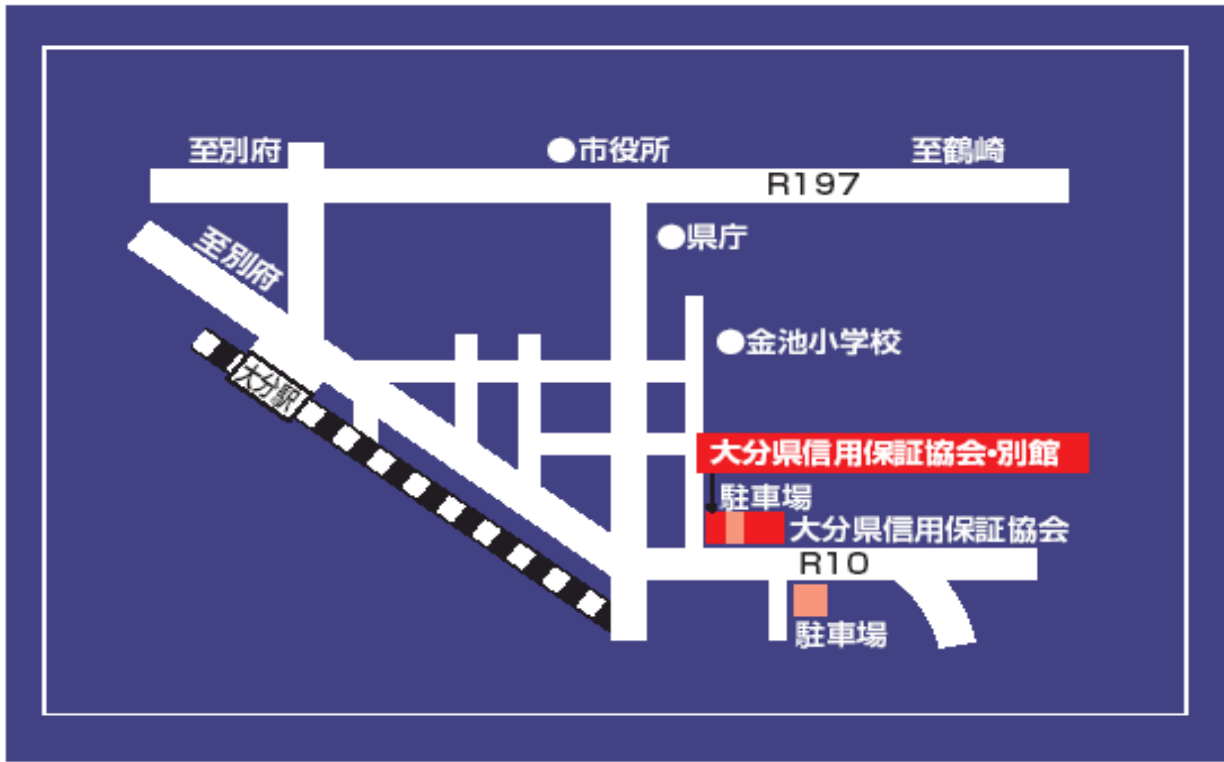 至別府
●市役所
至鶴崎
R197
至別府
●県庁
●金池小学校
大分駅
大分県信用保証協会・別館
駐車場
大分県信用保証協会
R10
駐車場